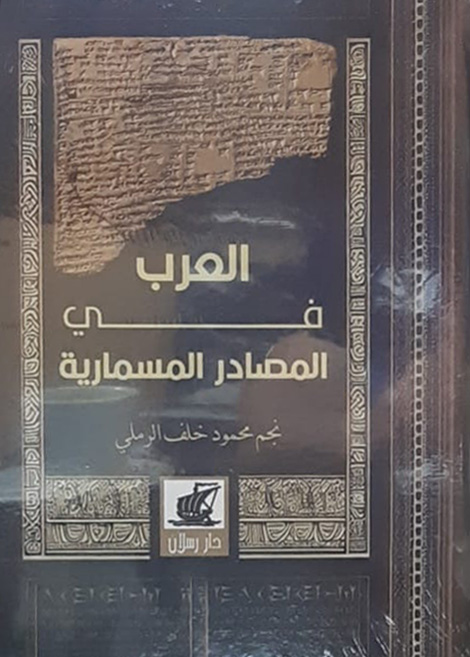 العرب
في
المصادر المسمارية
نجم محمود خلف الرملي
دار رسلان